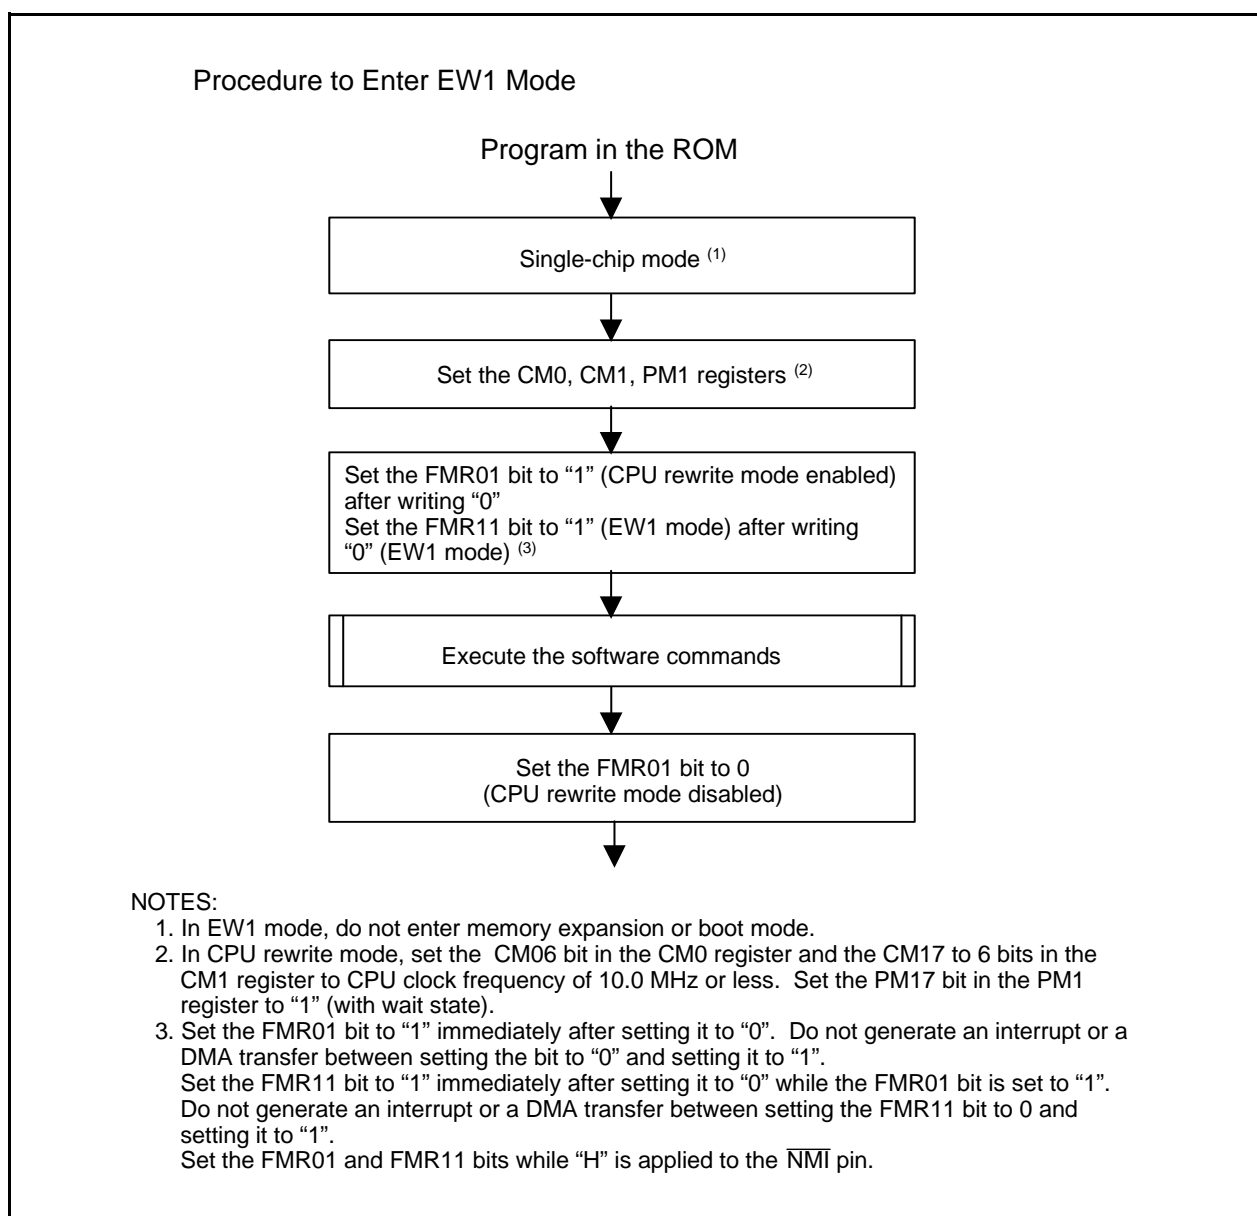 Procedure to Enter EW1 Mode
Program in the ROM
Single-chip mode (1)
Set the CM0, CM1, PM1 registers (2)
Set the FMR01 bit to “1” (CPU rewrite mode enabled)
after writing “0”
Set the FMR11 bit to “1” (EW1 mode) after writing
“0” (EW1 mode) (3)
Execute the software commands
Set the FMR01 bit to 0
(CPU rewrite mode disabled)
NOTES:
1. In EW1 mode, do not enter memory expansion or boot mode.
2. In CPU rewrite mode, set the  CM06 bit in the CM0 register and the CM17 to 6 bits in the
CM1 register to CPU clock frequency of 10.0 MHz or less.  Set the PM17 bit in the PM1
register to “1” (with wait state).
3. Set the FMR01 bit to “1” immediately after setting it to “0”.  Do not generate an interrupt or a
DMA transfer between setting the bit to “0” and setting it to “1”.
Set the FMR11 bit to “1” immediately after setting it to “0” while the FMR01 bit is set to “1”.
Do not generate an interrupt or a DMA transfer between setting the FMR11 bit to 0 and
setting it to “1”.
Set the FMR01 and FMR11 bits while “H” is applied to the N̅M̅I̅ pin.